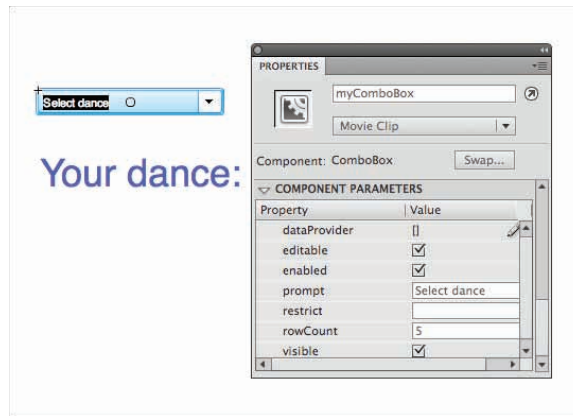 Select dance
Your dance:
PROPERTIES
myComboBox
Movie Clip
Component: ComboBox Swap...
COMPONENT PARAMETERS
Property Value
dataProvider []
editable
enabled
prompt Select dance
restrict
rowCount 5
visible